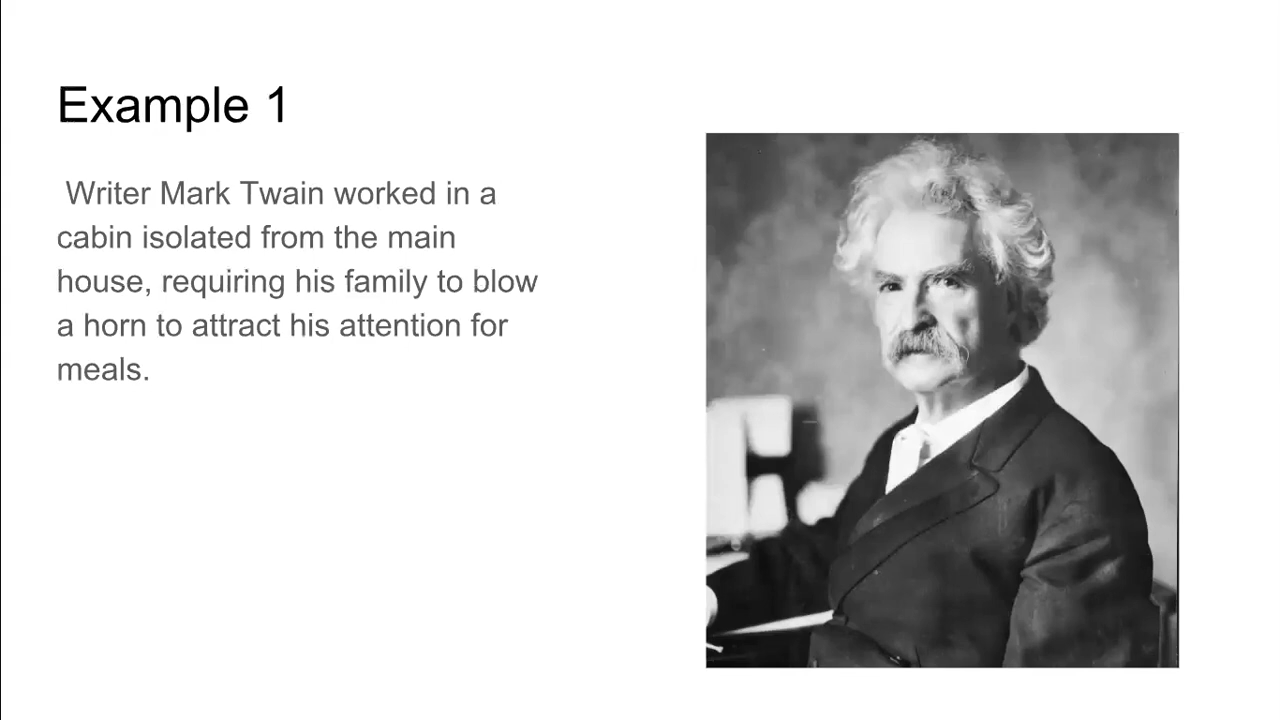 Example 1
Writer Mark Twain worked in a
cabin isolated from the main
house, requiring his family to blow
a horn to attract his attention for
meals.